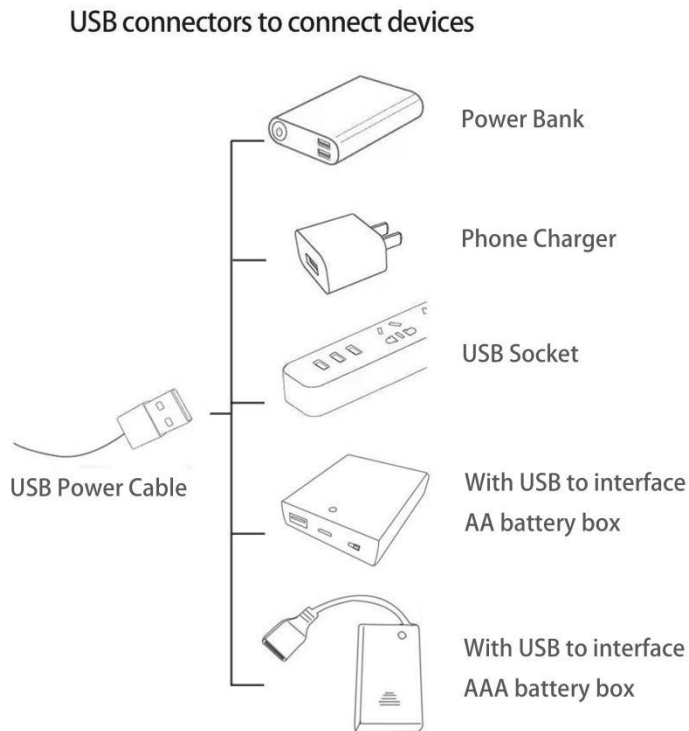 USB connectors to connect devices
Power Bank
Phone Charger
USB Socket
USB Power Cable
With USB to interface
AA battery box
With USB to interface
AAA battery box